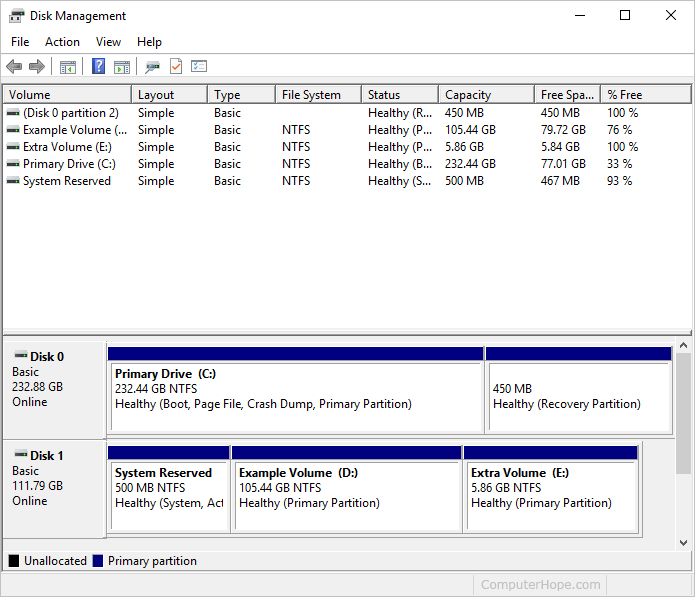 Disk Management
File Action View Help
Volume Layout Type File System Status Capacity Free Spa... % Free
(Disk 0 partition 2) Simple Basic Healthy (R... 450 MB 450 MB 100 %
Example Volume (... Simple Basic NTFS Healthy (P... 105.44 GB 79.72 GB 76 %
Extra Volume (E:) Simple Basic NTFS Healthy (P... 5.86 GB 5.84 GB 100 %
Primary Drive (C:) Simple Basic NTFS Healthy (B... 232.44 GB 77.01 GB 33 %
System Reserved Simple Basic NTFS Healthy (S... 500 MB 467 MB 93 %
Disk 0
Basic
232.88 GB
Online
Primary Drive (C:)
232.44 GB NTFS
Healthy (Boot, Page File, Crash Dump, Primary Partition)
450 MB
Healthy (Recovery Partition)
Disk 1
Basic
111.79 GB
Online
System Reserved
500 MB NTFS
Healthy (System, Act
Example Volume (D:)
105.44 GB NTFS
Healthy (Primary Partition)
Extra Volume (E:)
5.86 GB NTFS
Healthy (Primary Partition)
Unallocated Primary partition
ComputerHope.com